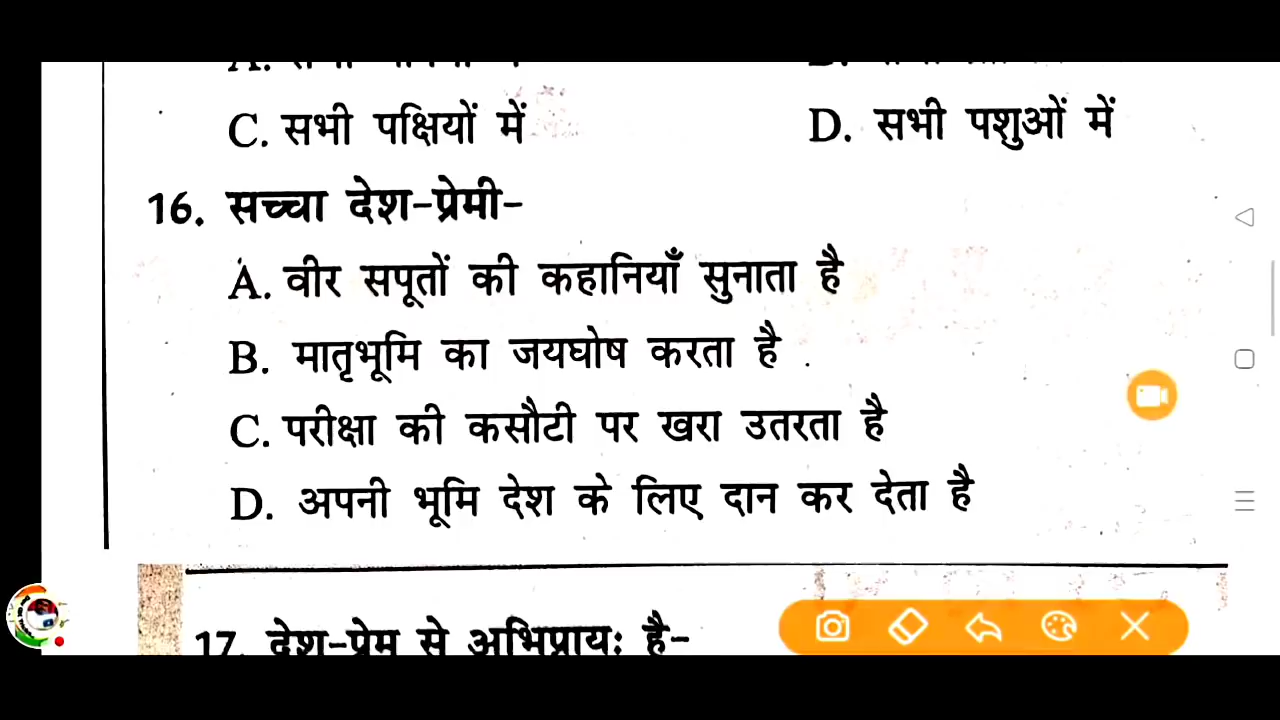 C. सभी पक्षियों में
D. सभी पशुओं में
16. सच्चा देश-प्रेमी-
A. वीर सपूतों की कहानियाँ सुनाता है
B. मातृभूमि का जयघोष करता है
C. परीक्षा की कसौटी पर खरा उतरता है
D. अपनी भूमि देश के लिए दान कर देता है
17. देश-प्रेम से अभिप्रायः है-